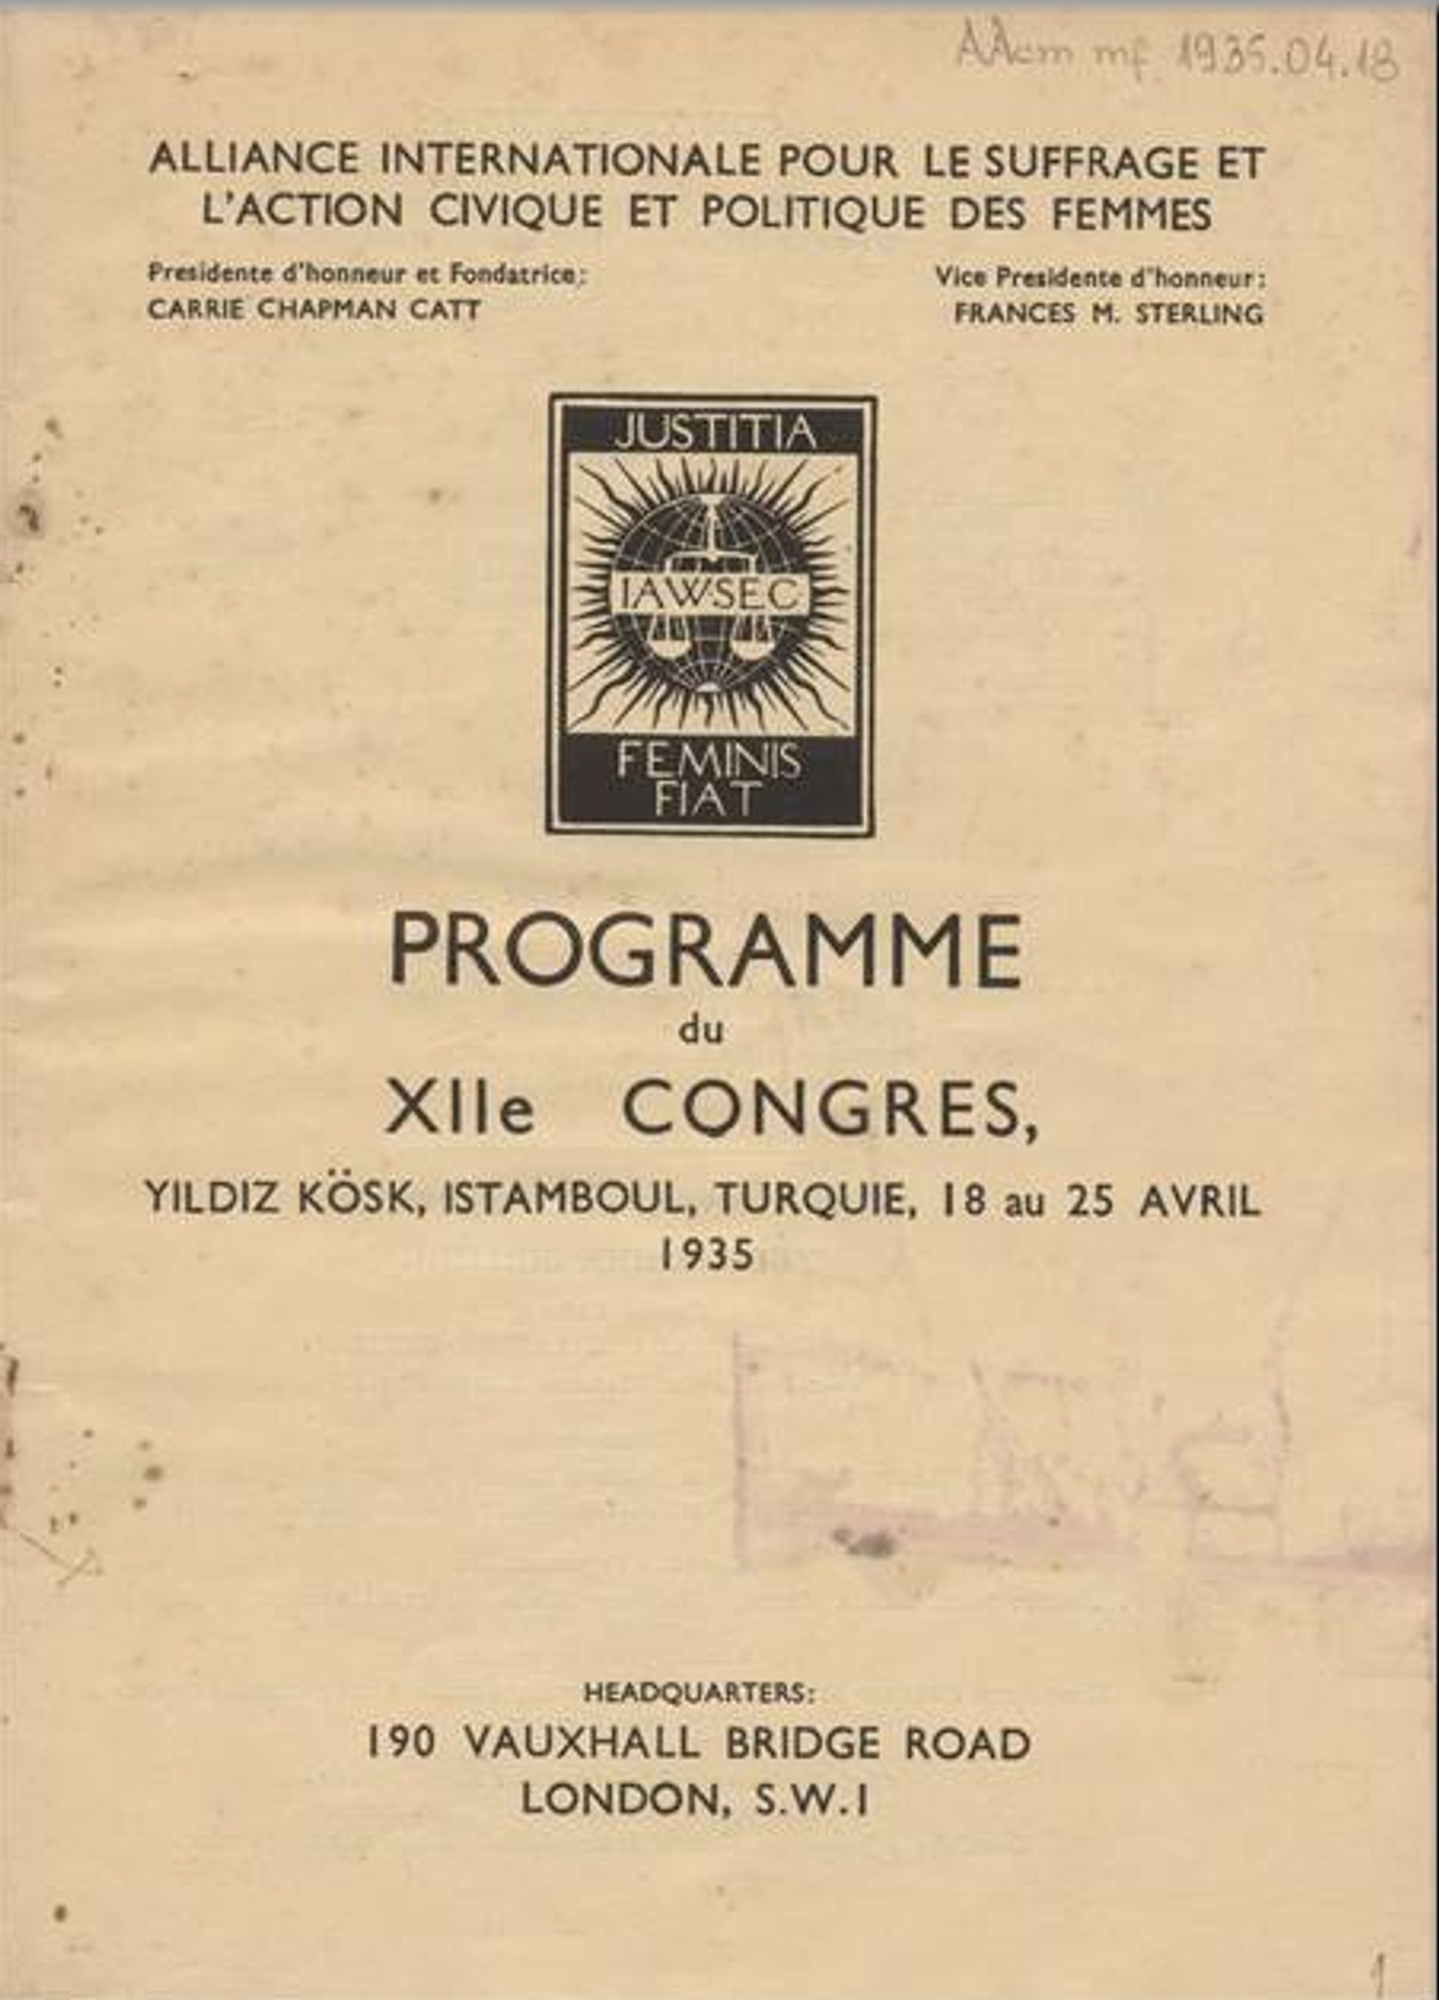 AAcm mf 1935.04.18
ALLIANCE INTERNATIONALE POUR LE SUFFRAGE ET
L'ACTION CIVIQUE ET POLITIQUE DES FEMMES
Presidente d'honneur et Fondatrice:
CARRIE CHAPMAN CATT
Vice Presidente d'honneur:
FRANCES M. STERLING
JUSTITIA
IAWSEC
FEMINIS
FIAT
PROGRAMME
du
XIIe CONGRES,
YILDIZ KÖSK, ISTAMBOUL, TURQUIE, 18 au 25 AVRIL
1935
HEADQUARTERS:
190 VAUXHALL BRIDGE ROAD
LONDON, S.W.1
1